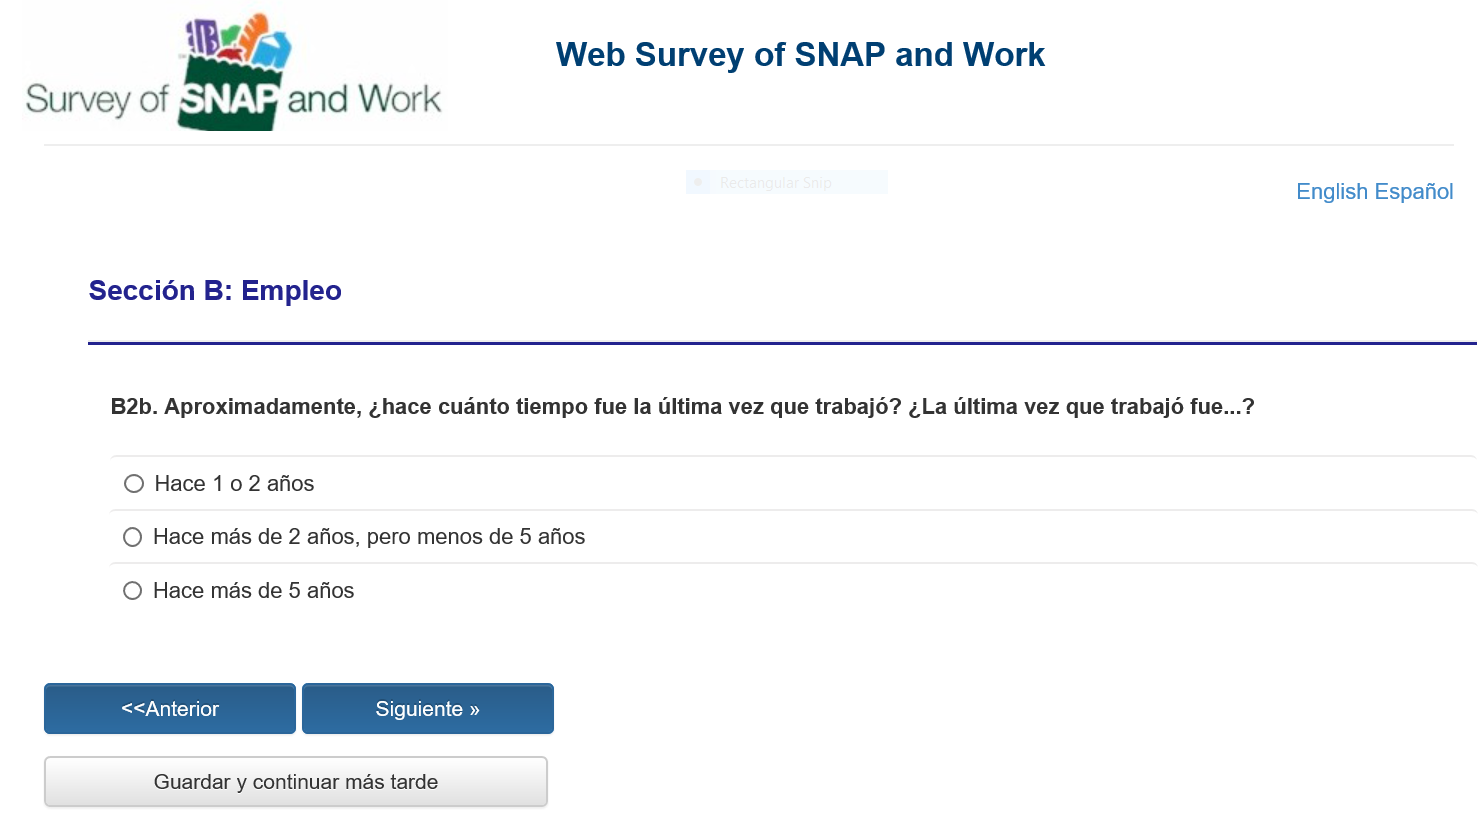 Survey of SNAP and Work
Web Survey of SNAP and Work
Rectangular Snip
English Español
Sección B: Empleo
B2b. Aproximadamente, ¿hace cuánto tiempo fue la última vez que trabajó? ¿La última vez que trabajó fue...?
Hace 1 o 2 años
Hace más de 2 años, pero menos de 5 años
Hace más de 5 años
<<Anterior
Siguiente »
Guardar y continuar más tarde